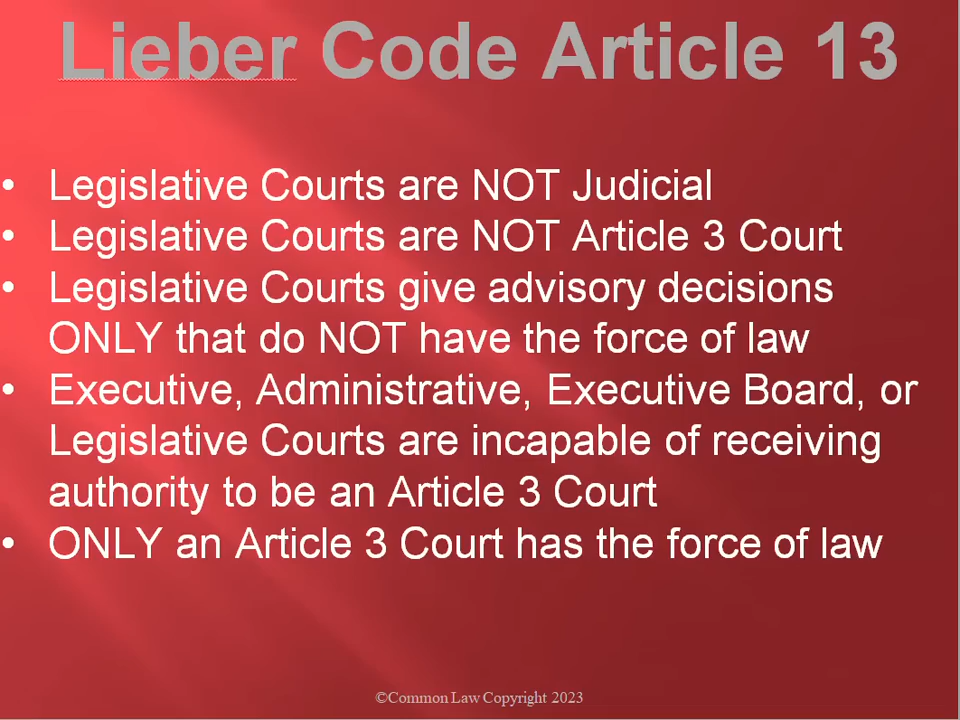 Lieber Code Article 13
• Legislative Courts are NOT Judicial
• Legislative Courts are NOT Article 3 Court
• Legislative Courts give advisory decisions
ONLY that do NOT have the force of law
• Executive, Administrative, Executive Board, or
Legislative Courts are incapable of receiving
authority to be an Article 3 Court
• ONLY an Article 3 Court has the force of law
©Common Law Copyright 2023